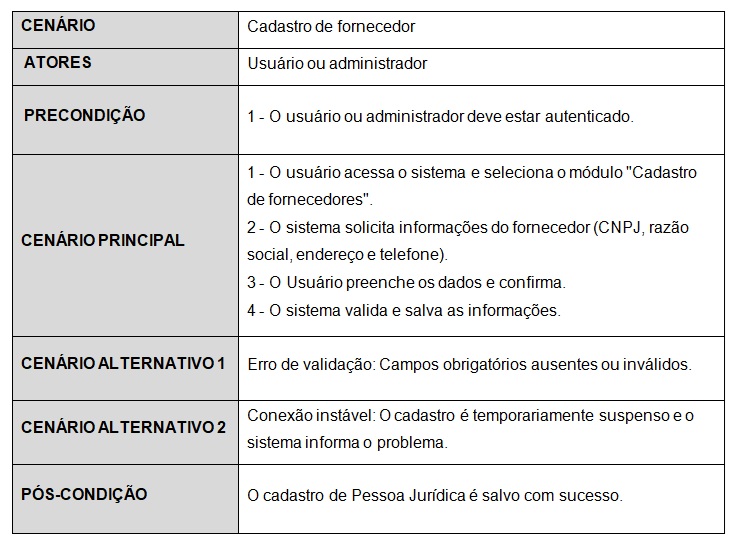 CENÁRIO
Cadastro de fornecedor
ATORES
Usuário ou administrador
PRECONDIÇÃO
1 - O usuário ou administrador deve estar autenticado.
CENÁRIO PRINCIPAL
1 - O usuário acessa o sistema e seleciona o módulo "Cadastro
de fornecedores".
2 - O sistema solicita informações do fornecedor (CNPJ, razão
social, endereço e telefone).
3 - O Usuário preenche os dados e confirma.
4 - O sistema valida e salva as informações.
CENÁRIO ALTERNATIVO 1
Erro de validação: Campos obrigatórios ausentes ou inválidos.
CENÁRIO ALTERNATIVO 2
Conexão instável: O cadastro é temporariamente suspenso e o
sistema informa o problema.
PÓS-CONDIÇÃO
O cadastro de Pessoa Jurídica é salvo com sucesso.